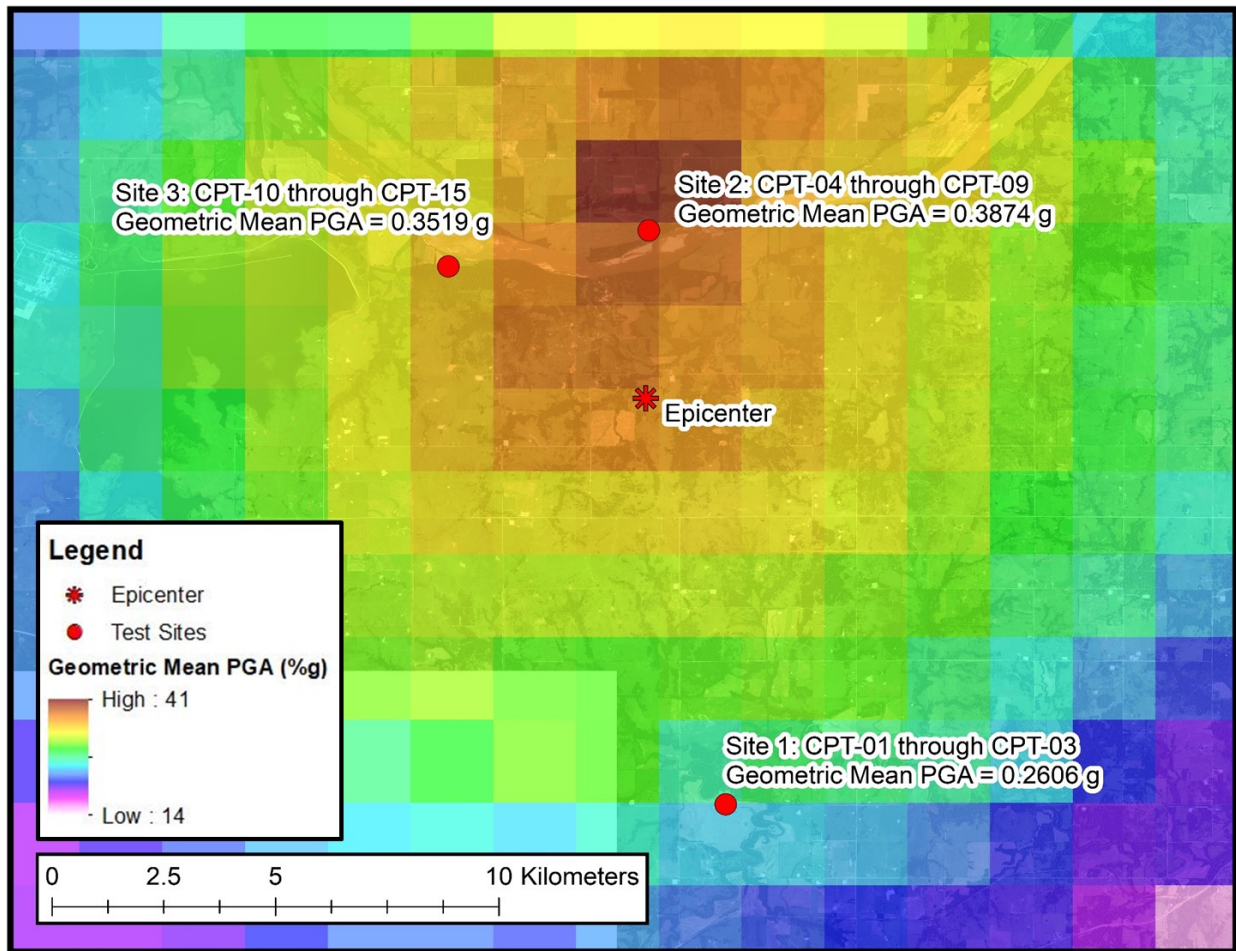 Site 3: CPT-10 through CPT-15
Geometric Mean PGA = 0.3519 g
Site 2: CPT-04 through CPT-09
Geometric Mean PGA = 0.3874 g
Epicenter
Legend
Epicenter
Test Sites
Geometric Mean PGA (%g)
High : 41
Low : 14
Site 1: CPT-01 through CPT-03
Geometric Mean PGA = 0.2606 g
0 2.5 5 10 Kilometers